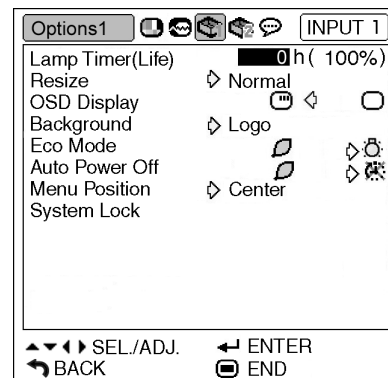 Options1 INPUT 1
Lamp Timer(Life) 0 h ( 100%)
Resize Normal
OSD Display
Background Logo
Eco Mode
Auto Power Off
Menu Position Center
System Lock
SEL./ADJ. ENTER
BACK END